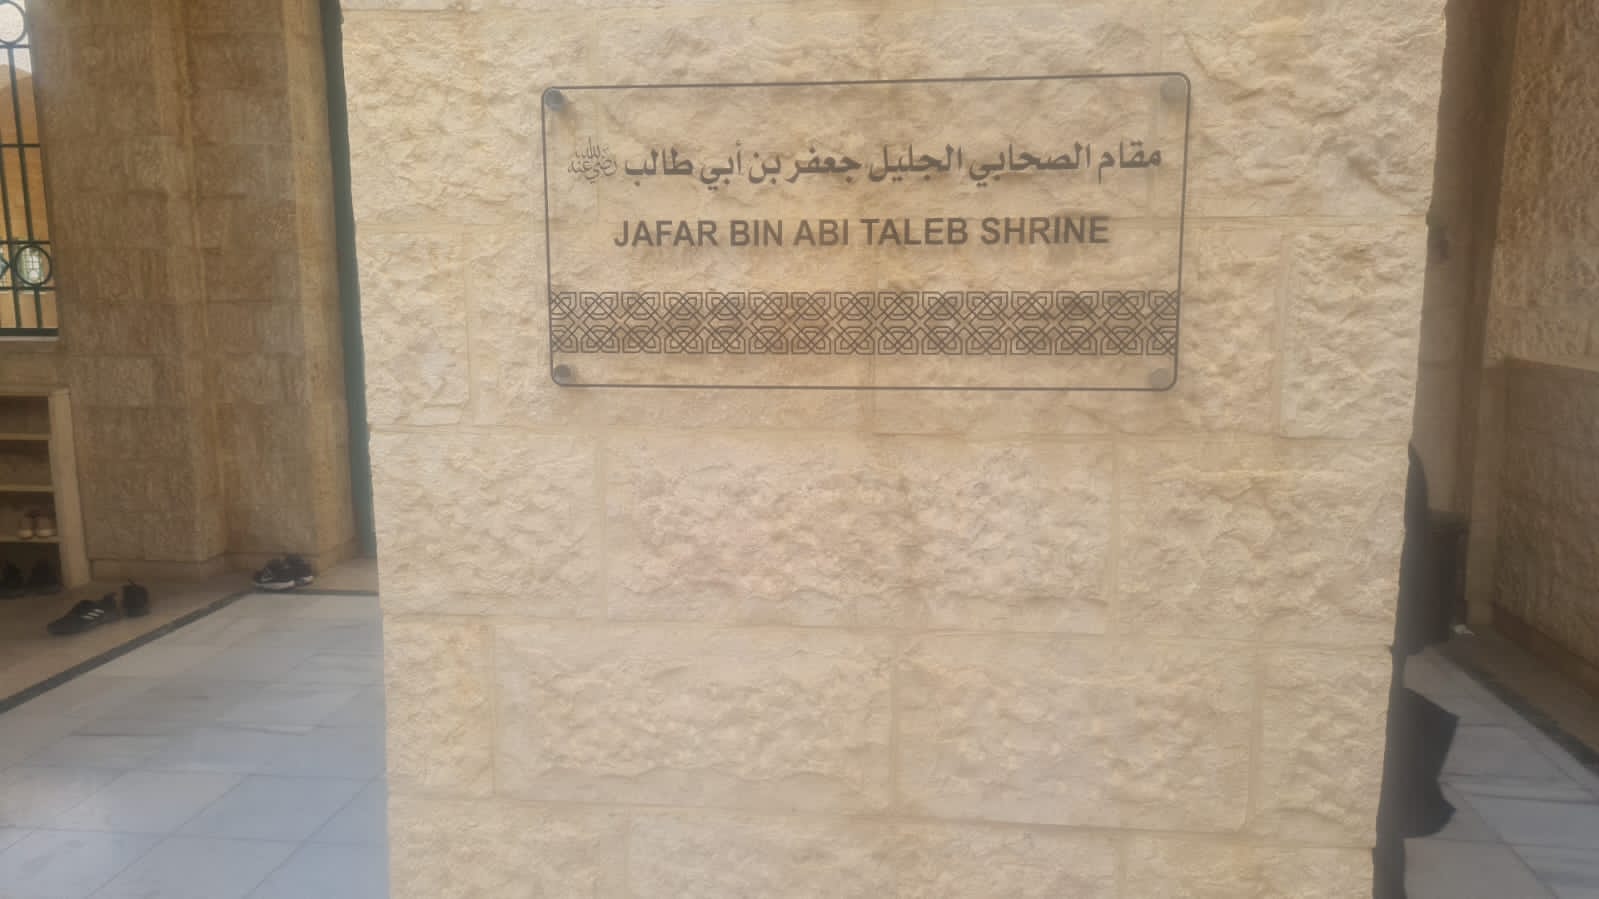 مقام الصحابي الجليل جعفر بن أبي طالب رضي الله عنه
JAFAR BIN ABI TALEB SHRINE